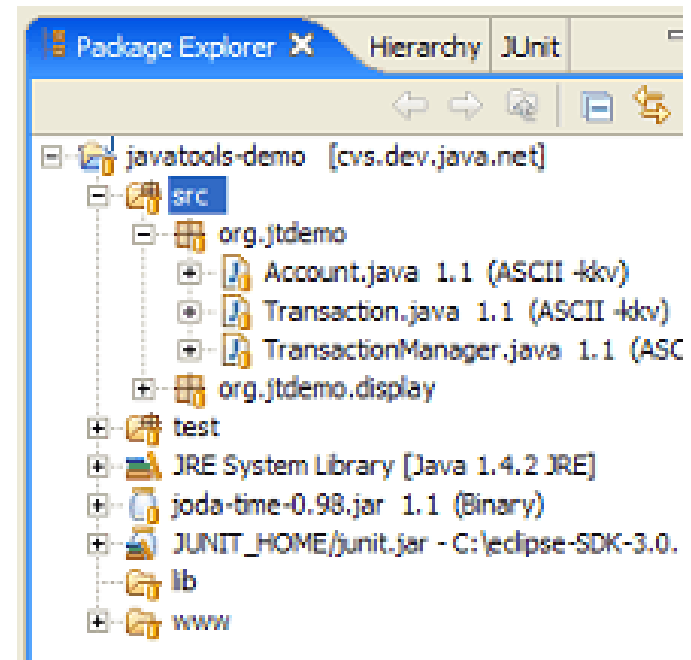 Package Explorer Hierarchy JUnit
javatools-demo [cvs.dev.java.net]
src
org.jtdemo
Account.java 1.1 (ASCII -kkv)
Transaction.java 1.1 (ASCII -kkv)
TransactionManager.java 1.1 (ASC
org.jtdemo.display
test
JRE System Library [Java 1.4.2 JRE]
joda-time-0.98.jar 1.1 (Binary)
JUNIT_HOME/junit.jar - C:\eclipse-SDK-3.0.
lib
www